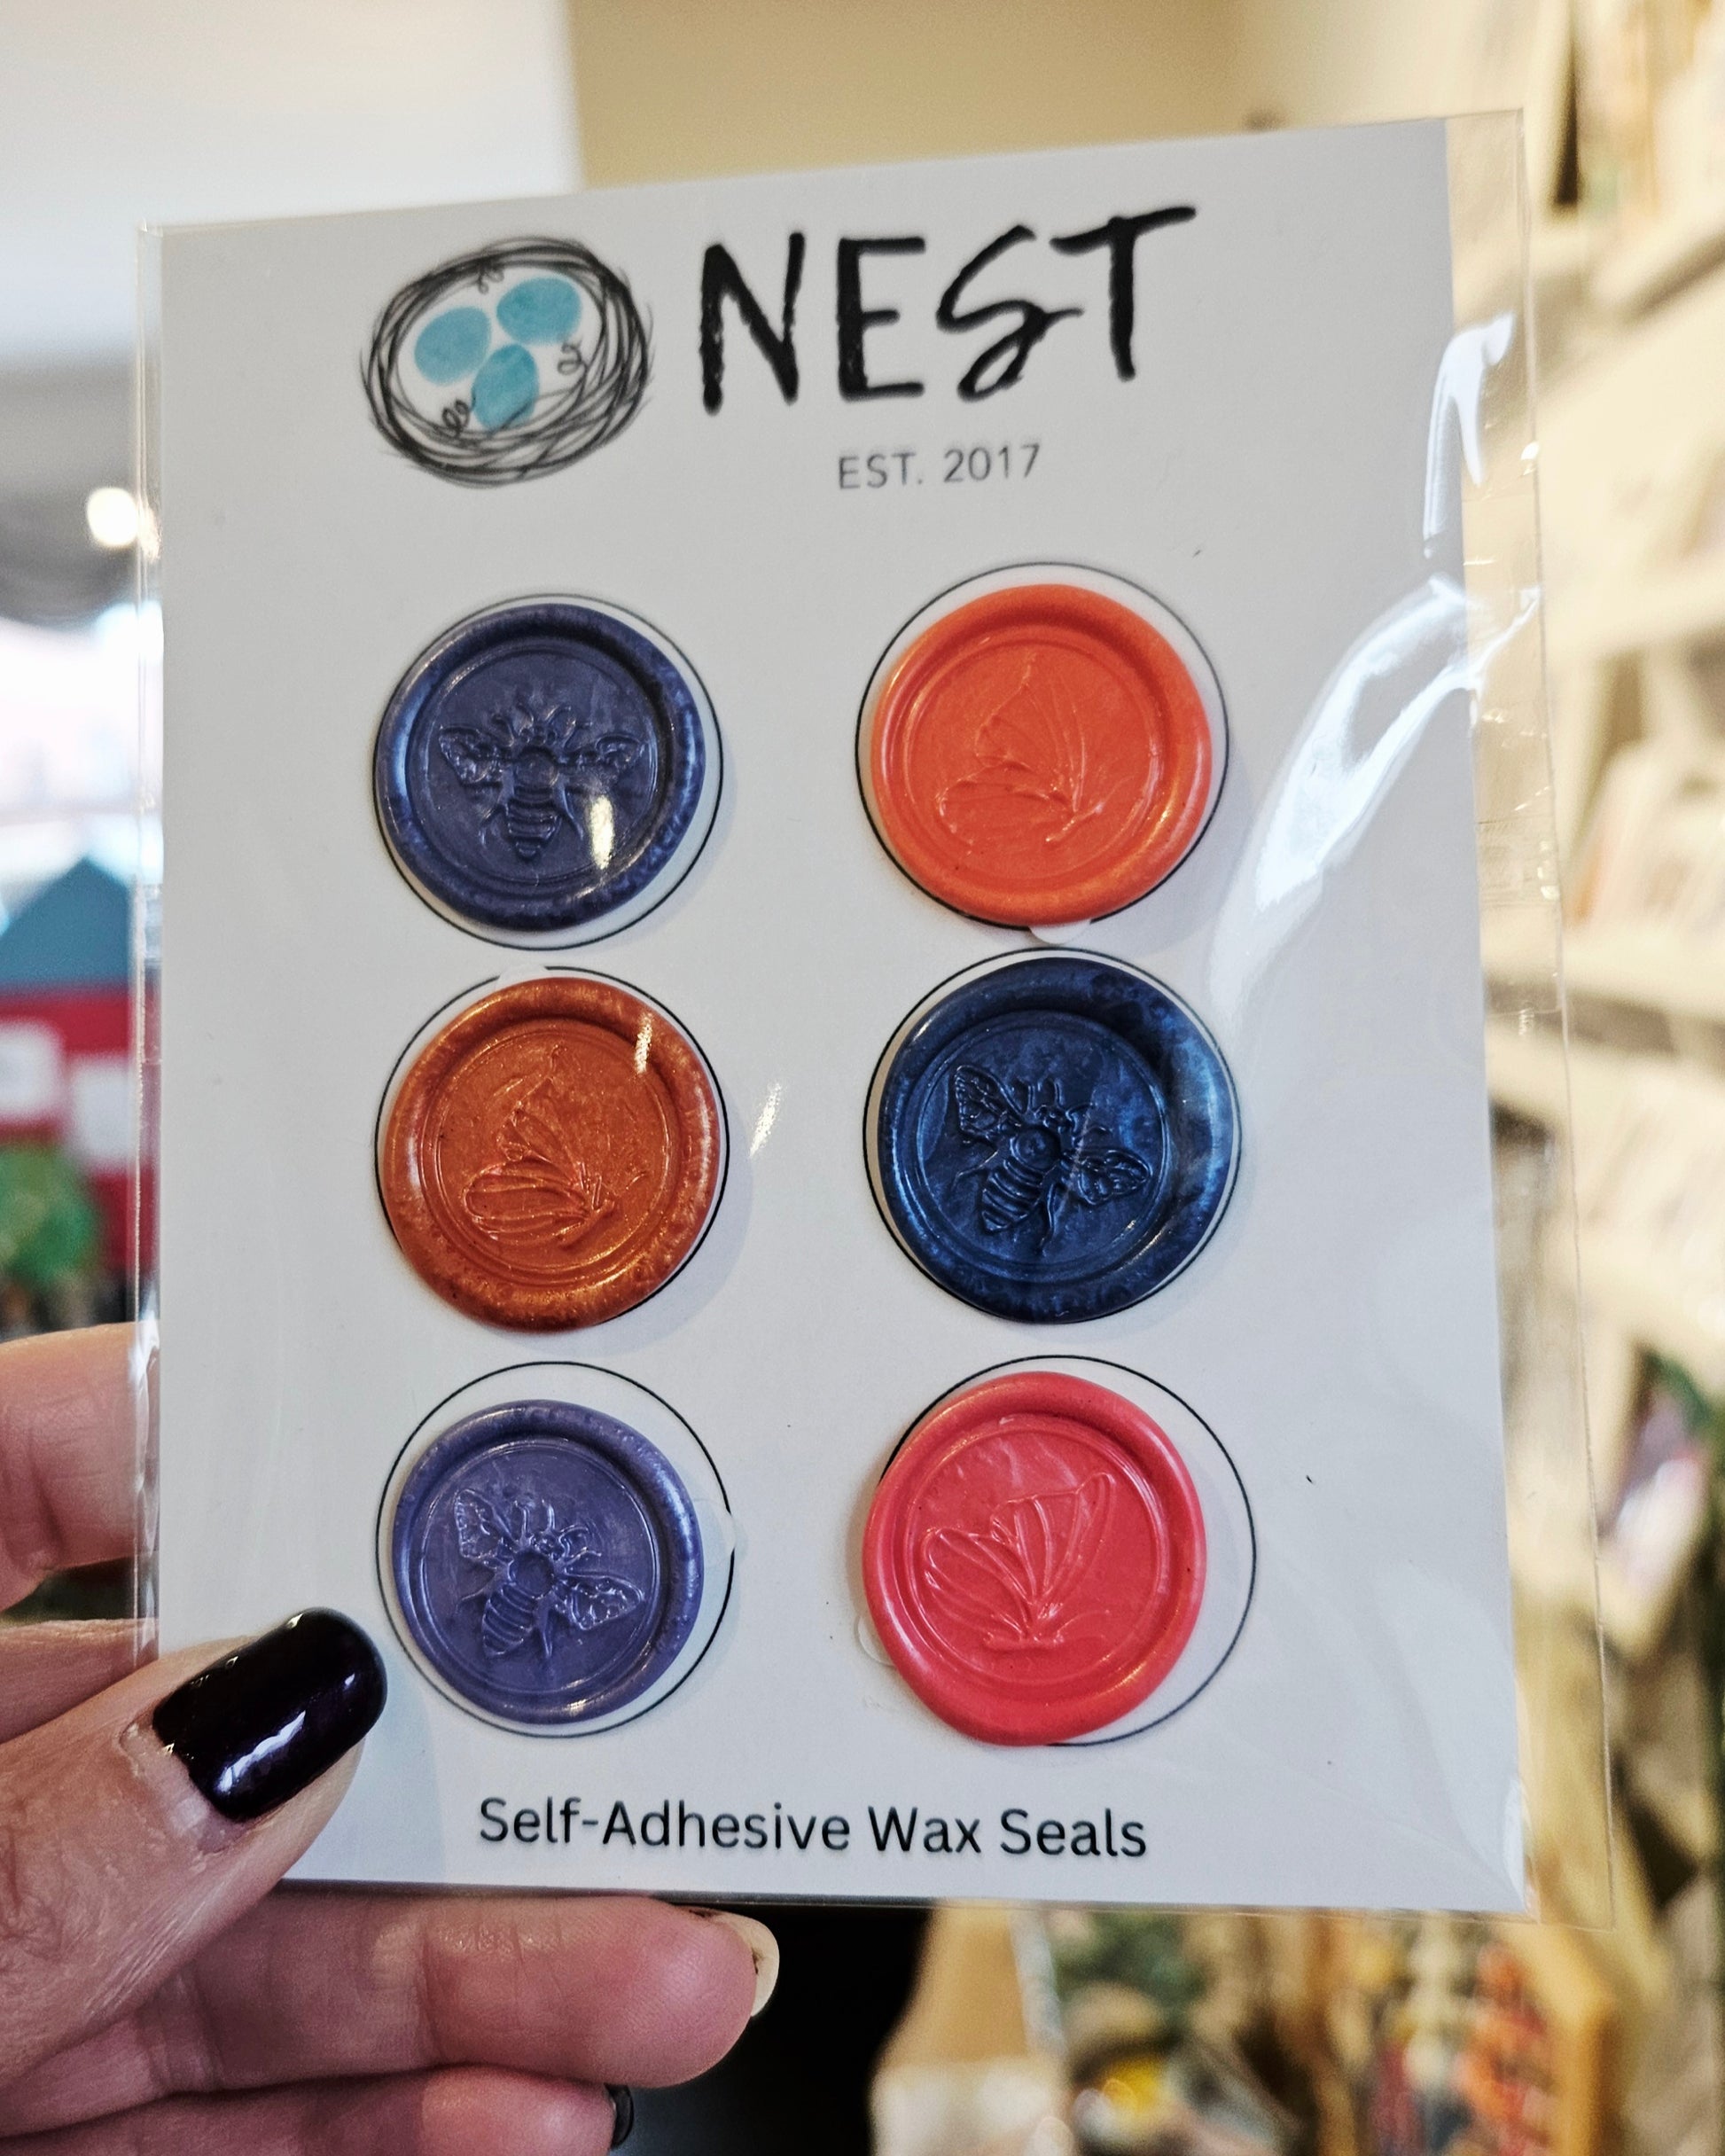 NEST
EST. 2017
Self-Adhesive Wax Seals